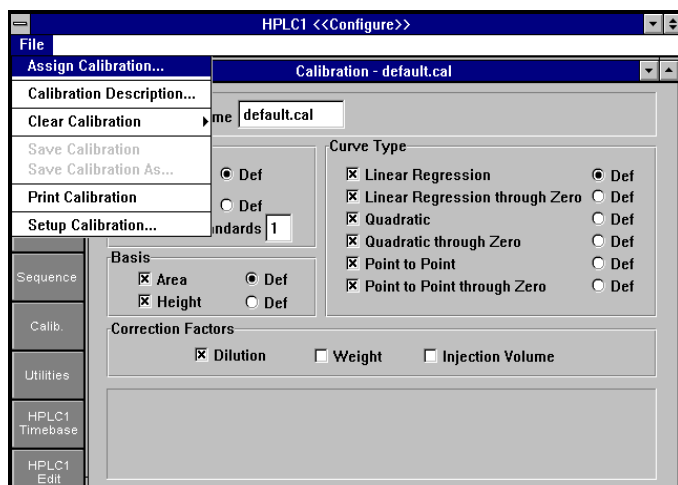 HPLC1 <<Configure>>
File
Assign Calibration...
Calibration Description...
Clear Calibration
Save Calibration
Save Calibration As...
Print Calibration
Setup Calibration...
Calibration - default.cal
me default.cal
Def
Def
ndards 1
Curve Type
Linear Regression Def
Linear Regression through Zero Def
Quadratic Def
Quadratic through Zero Def
Point to Point Def
Point to Point through Zero Def
Basis
Area Def
Height Def
Correction Factors
Dilution Weight Injection Volume
Sequence
Calib.
Utilities
HPLC1
Timebase
HPLC1
Edit